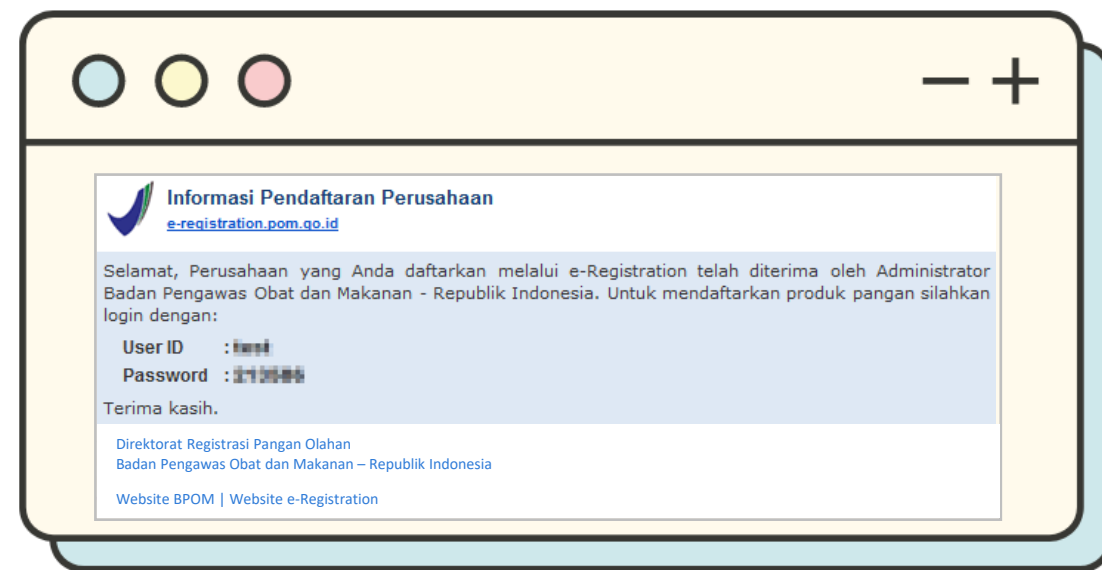 Informasi Pendaftaran Perusahaan
e-registration.pom.go.id
Selamat, Perusahaan yang Anda daftarkan melalui e-Registration telah diterima oleh Administrator
Badan Pengawas Obat dan Makanan - Republik Indonesia. Untuk mendaftarkan produk pangan silahkan
login dengan:
User ID :
Password :
Terima kasih.
Direktorat Registrasi Pangan Olahan
Badan Pengawas Obat dan Makanan – Republik Indonesia
Website BPOM | Website e-Registration